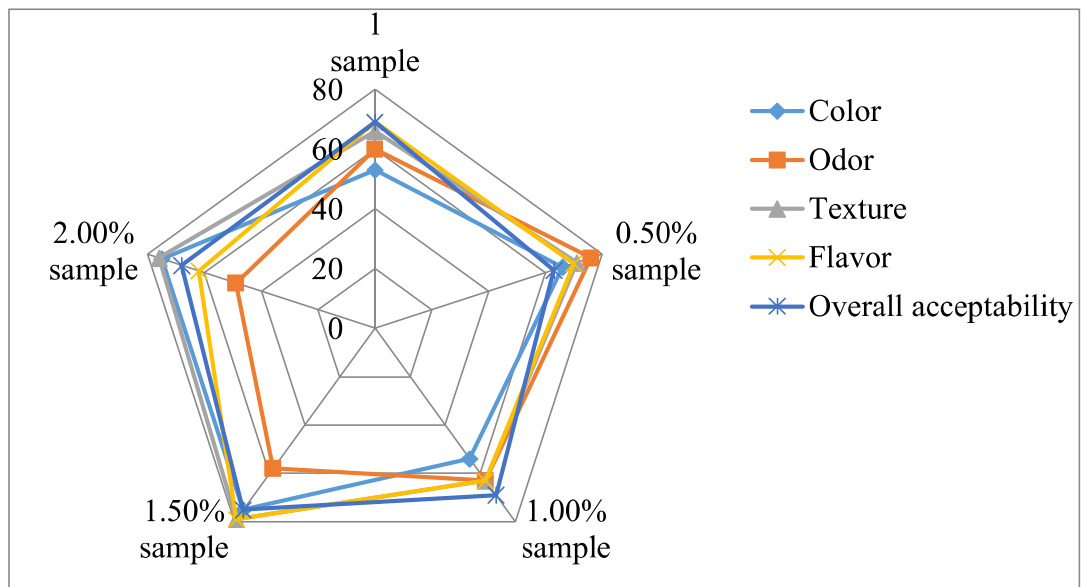 1
sample
80
60
40
20
0
0.50%
sample
1.00%
sample
1.50%
sample
2.00%
sample
Color
Odor
Texture
Flavor
Overall acceptability